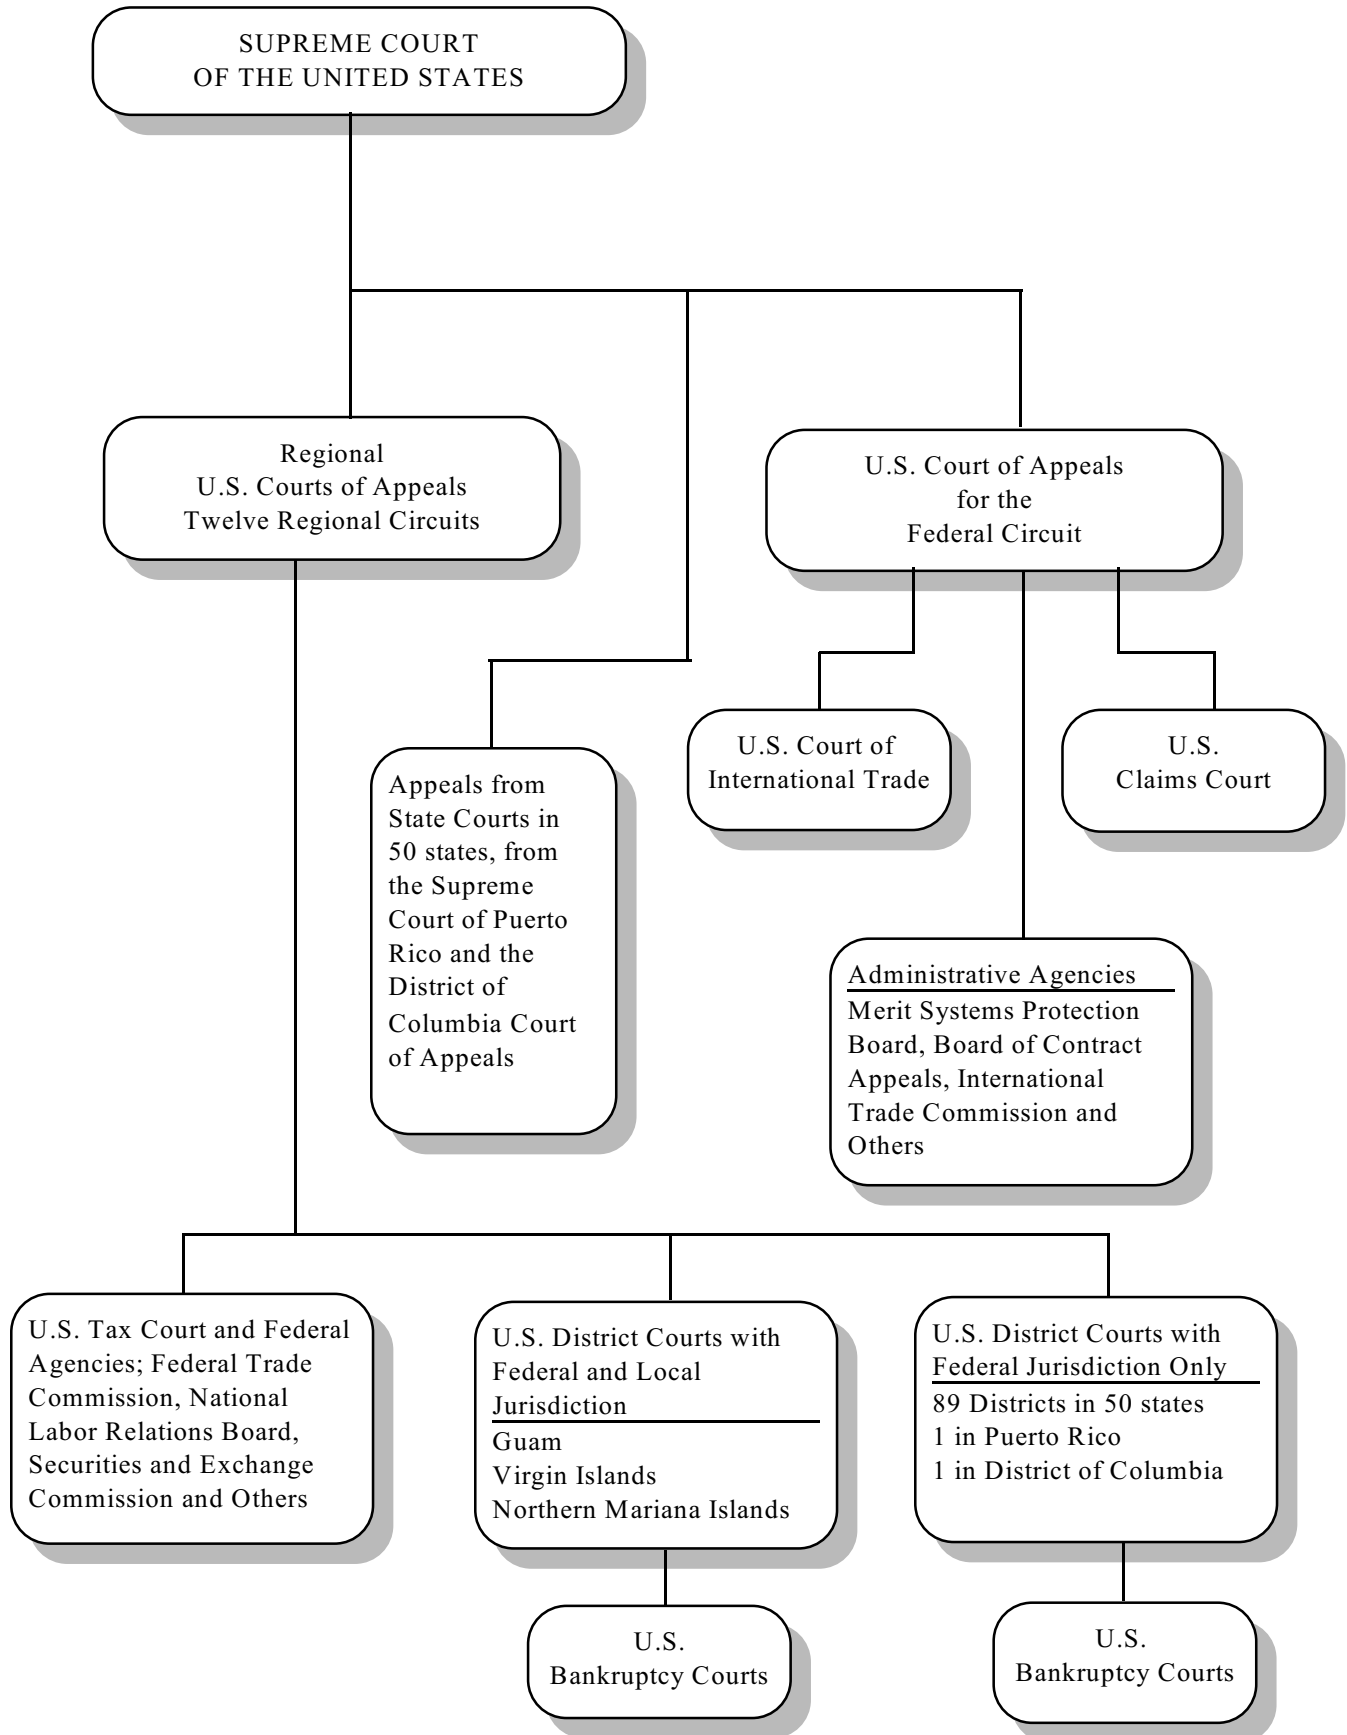 SUPREME COURT
OF THE UNITED STATES
Regional
U.S. Courts of Appeals
Twelve Regional Circuits
U.S. Court of Appeals
for the
Federal Circuit
Appeals from
State Courts in
50 states, from
the Supreme
Court of Puerto
Rico and the
District of
Columbia Court
of Appeals
U.S. Court of
International Trade
U.S.
Claims Court
Administrative Agencies
Merit Systems Protection
Board, Board of Contract
Appeals, International
Trade Commission and
Others
U.S. Tax Court and Federal
Agencies; Federal Trade
Commission, National
Labor Relations Board,
Securities and Exchange
Commission and Others
U.S. District Courts with
Federal and Local
Jurisdiction
Guam
Virgin Islands
Northern Mariana Islands
U.S. District Courts with
Federal Jurisdiction Only
89 Districts in 50 states
1 in Puerto Rico
1 in District of Columbia
U.S.
Bankruptcy Courts
U.S.
Bankruptcy Courts